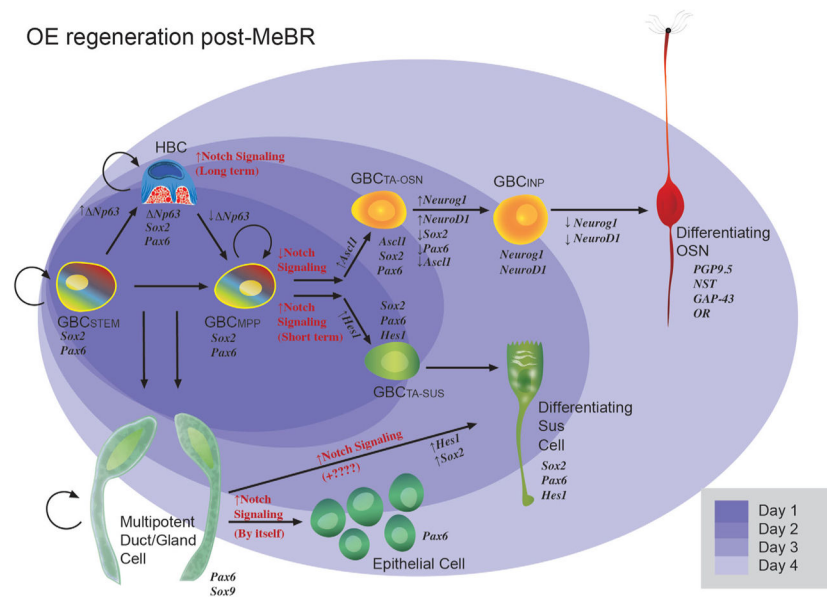 OE regeneration post-MeBR
HBC
↑Notch Signaling
(Long term)
↑ΔNp63
ΔNp63
Sox2
Pax6
↓ΔNp63
GBCSTEM
Sox2
Pax6
GBCMPP
Sox2
Pax6
↓Notch
Signaling
↑Notch
Signaling
(Short term)
↑Ascl1
↑Hes1
GBCTA-OSN
Ascl1
Sox2
Pax6
↑Neurog1
↑NeuroD1
↓Sox2
↓Pax6
↓Ascl1
GBCINP
Neurog1
NeuroD1
↓ Neurog1
↓ NeuroD1
Differentiating
OSN
PGP9.5
NST
GAP-43
OR
Sox2
Pax6
Hes1
GBCTA-SUS
Differentiating
Sus
Cell
Sox2
Pax6
Hes1
↑Notch Signaling
(+????)
↑Hes1
↑Sox2
↑Notch
Signaling
(By itself)
Multipotent
Duct/Gland
Cell
Pax6
Sox9
Pax6
Epithelial Cell
Day 1
Day 2
Day 3
Day 4